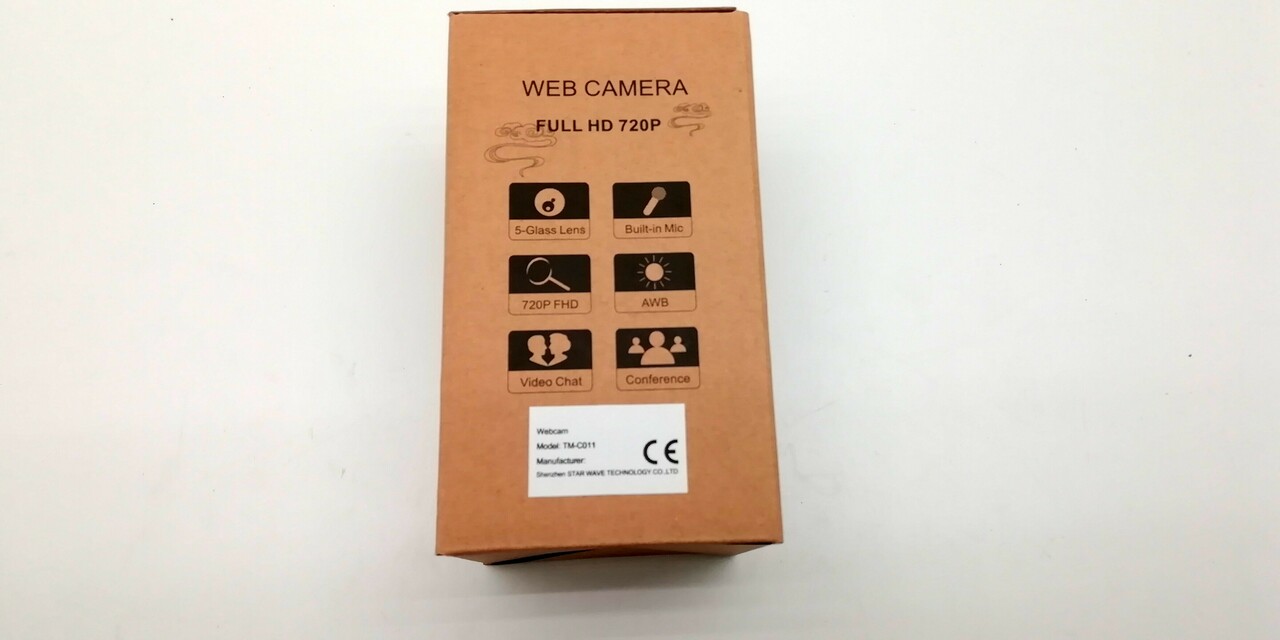 WEB CAMERA
FULL HD 720P
5-Glass Lens
Built-in Mic
720P FHD
AWB
Video Chat
Conference
Webcam
Model: TM-C011
CE
Manufacturer:
Shenzhen STAR WAVE TECHNOLOGY CO.,LTD